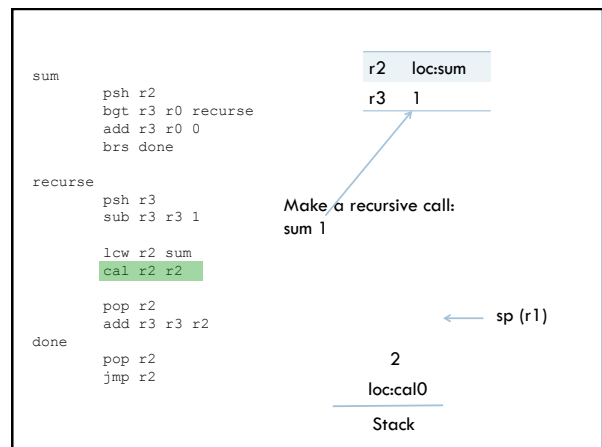 sum
psh r2
bgt r3 r0 recurse
add r3 r0 0
brs done
recurse
psh r3
sub r3 r3 1
lcw r2 sum
cal r2 r2
pop r2
add r3 r3 r2
done
pop r2
jmp r2
r2 loc:sum
r3 1
Make a recursive call:
sum 1
sp (r1)
2
loc:cal0
Stack